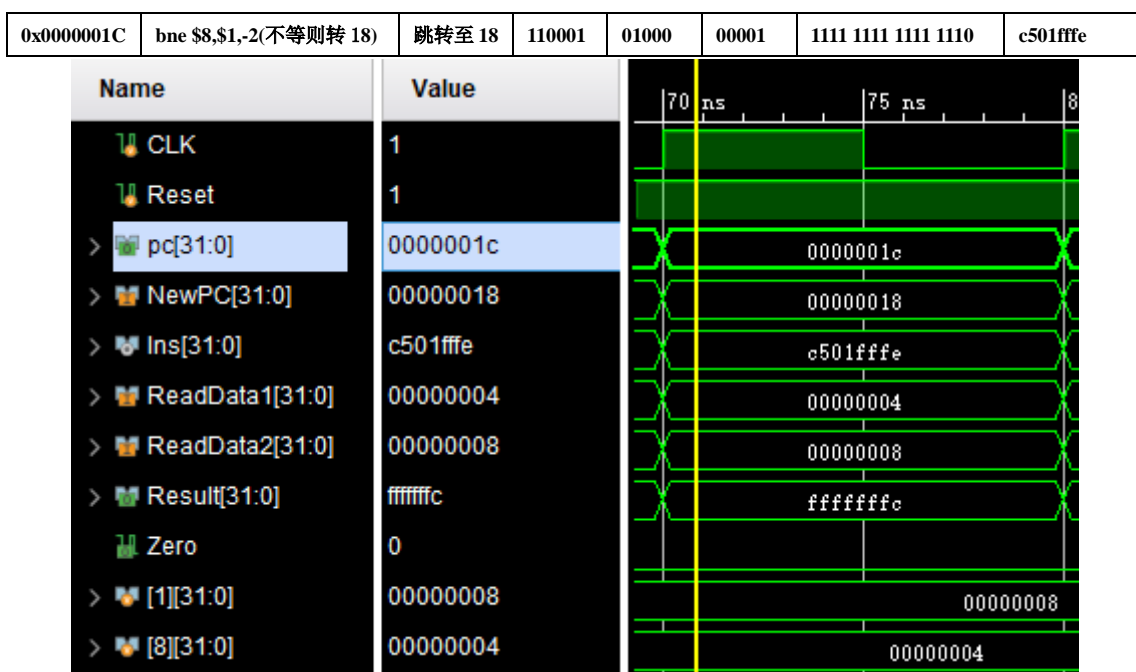 0x0000001C bne $8,$1,-2(不等则转 18) 跳转至 18 110001 01000 00001 1111 1111 1111 1110 c501fffe
Name Value 70 ns 75 ns 8
CLK 1
Reset 1
pc[31:0] 0000001c 0000001c
NewPC[31:0] 00000018 00000018
Ins[31:0] c501fffe c501fffe
ReadData1[31:0] 00000004 00000004
ReadData2[31:0] 00000008 00000008
Result[31:0] fffffffc fffffffc
Zero 0
[1][31:0] 00000008 00000008
[8][31:0] 00000004 00000004